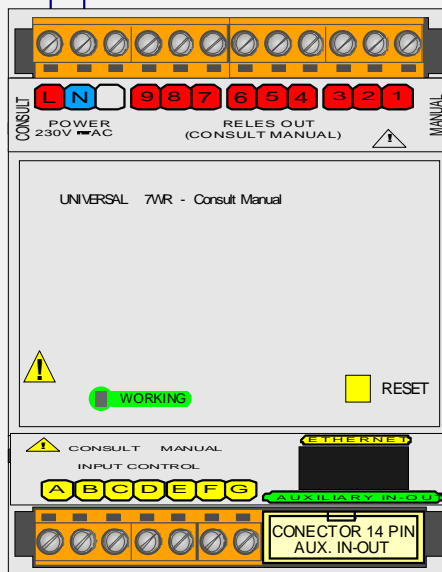 CONSULT
MANUAL
L N 9 8 7 6 5 4 3 2 1
POWER
230V AC
RELES OUT
(CONSULT MANUAL)
!
UNIVERSAL 7WR - Consult Manual
!
WORKING
RESET
! CONSULT MANUAL
INPUT CONTROL
A B C D E F G
ETHERNET
AUXILIARY IN-OU
CONECTOR 14 PIN
AUX. IN-OUT